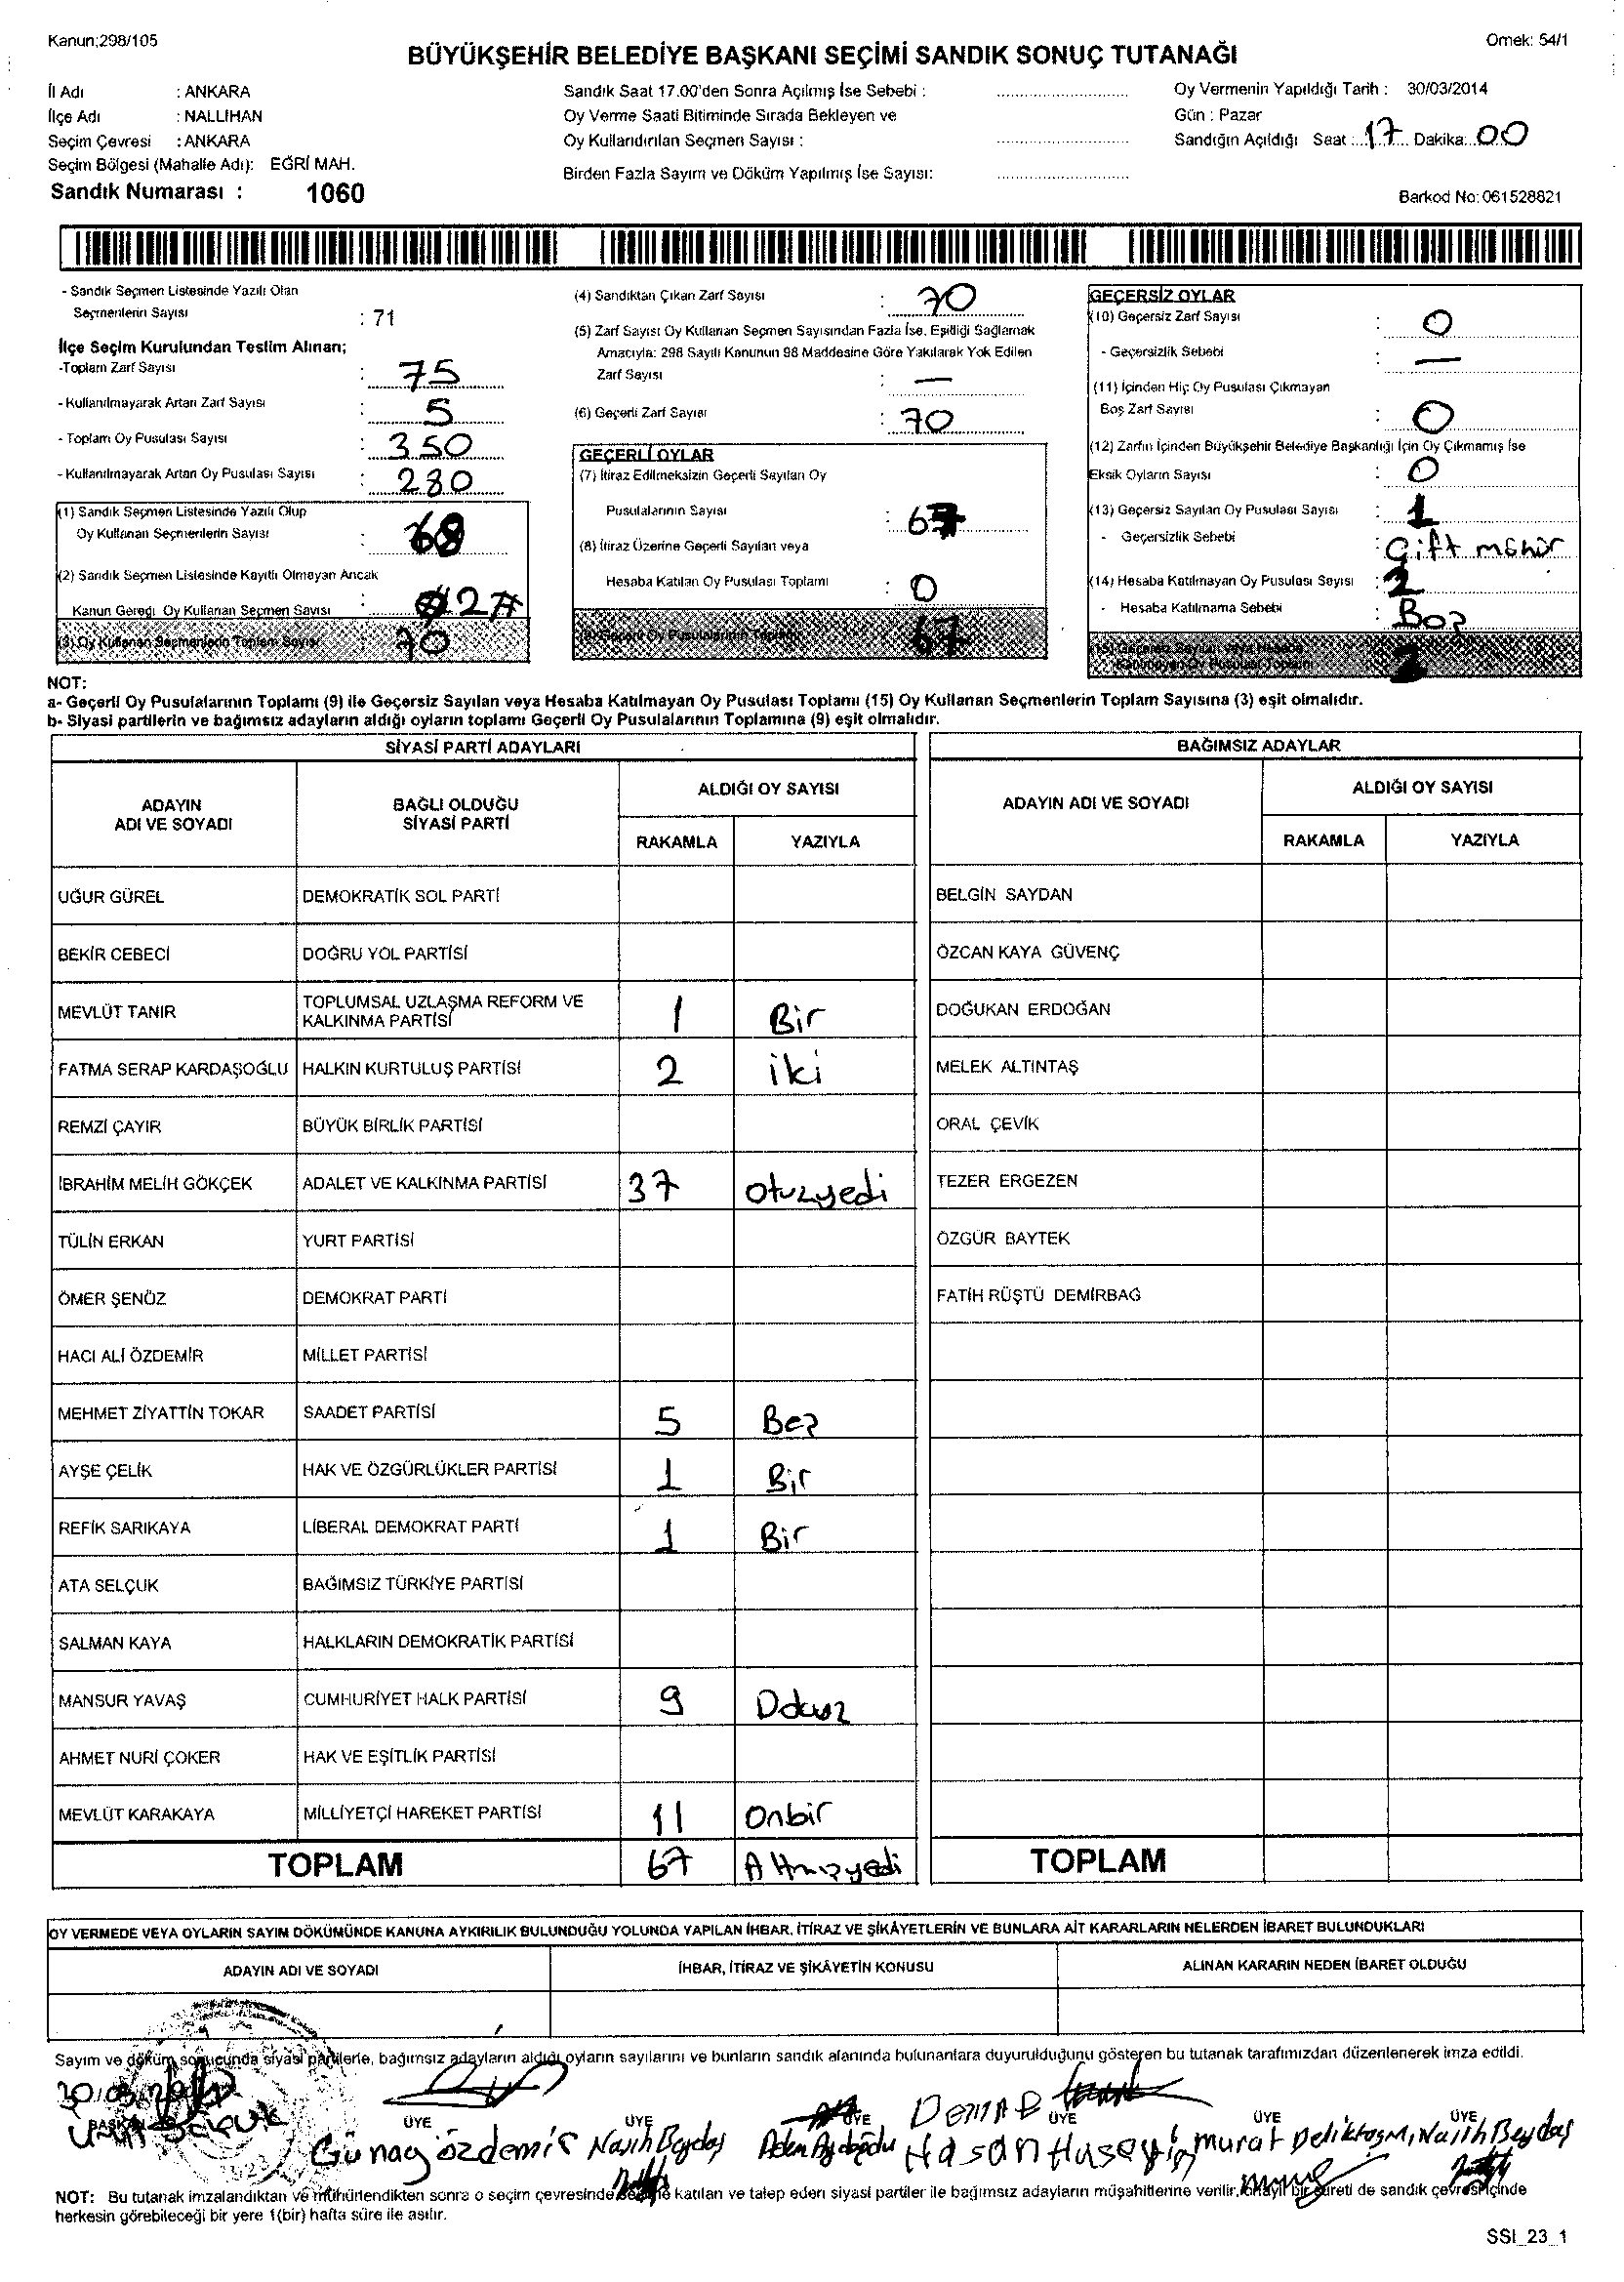 Kanun:298/105
Örnek: 54/1
BÜYÜKŞEHİR BELEDİYE BAŞKANI SEÇİMİ SANDIK SONUÇ TUTANAĞI
İl Adı : ANKARA
İlçe Adı : NALLIHAN
Seçim Çevresi : ANKARA
Seçim Bölgesi (Mahalle Adı): EĞRİ MAH.
Sandık Numarası : 1060
Sandık Saat 17.00'den Sonra Açılmış İse Sebebi :
Oy Verme Saati Bitiminde Sırada Bekleyen ve
Oy Kullandırılan Seçmen Sayısı :
Birden Fazla Sayım ve Döküm Yapılmış İse Sayısı:
Oy Vermenin Yapıldığı Tarih : 30/03/2014
Gün : Pazar
Sandığın Açıldığı Saat : 17 Dakika: 00
Barkod No: 061528821
- Sandık Seçmen Listesinde Yazılı Olan
Seçmenlerin Sayısı : 71
İlçe Seçim Kurulundan Teslim Alınan;
-Toplam Zarf Sayısı : 75
- Kullanılmayarak Artan Zarf Sayısı : 5
- Toplam Oy Pusulası Sayısı : 350
- Kullanılmayarak Artan Oy Pusulası Sayısı : 280
(1) Sandık Seçmen Listesinde Yazılı Olup
Oy Kullanan Seçmenlerin Sayısı : 68
(2) Sandık Seçmen Listesinde Kayıtlı Olmayan Ancak
Kanun Gereği Oy Kullanan Seçmen Sayısı : 2
(3) Oy Kullanan Seçmenlerin Toplam Sayısı 70
(4) Sandıktan Çıkan Zarf Sayısı : 70
(5) Zarf Sayısı Oy Kullanan Seçmen Sayısından Fazla İse, Eşitliği Sağlamak
Amacıyla; 298 Sayılı Kanunun 98 Maddesine Göre Yakılarak Yok Edilen
Zarf Sayısı : —
(6) Geçerli Zarf Sayısı : 70
GEÇERLİ OYLAR
(7) İtiraz Edilmeksizin Geçerli Sayılan Oy
Pusulalarının Sayısı : 67
(8) İtiraz Üzerine Geçerli Sayılan veya
Hesaba Katılan Oy Pusulası Toplamı : 0
(9) Geçerli Oy Pusulalarının Toplamı 67
GEÇERSİZ OYLAR
(10) Geçersiz Zarf Sayısı : 0
- Geçersizlik Sebebi : —
(11) İçinden Hiç Oy Pusulası Çıkmayan
Boş Zarf Sayısı : 0
(12) Zarfın İçinden Büyükşehir Belediye Başkanlığı İçin Oy Çıkmamış İse
Eksik Oyların Sayısı : 0
(13) Geçersiz Sayılan Oy Pusulası Sayısı : 1
- Geçersizlik Sebebi : Çift mühür
(14) Hesaba Katılmayan Oy Pusulası Sayısı : 2
- Hesaba Katılmama Sebebi : Boş
(15) Geçersiz Sayılan veya Hesaba
Katılmayan Oy Pusulası Toplamı 3
NOT:
a- Geçerli Oy Pusulalarının Toplamı (9) ile Geçersiz Sayılan veya Hesaba Katılmayan Oy Pusulası Toplamı (15) Oy Kullanan Seçmenlerin Toplam Sayısına (3) eşit olmalıdır.
b- Siyasi partilerin ve bağımsız adayların aldığı oyların toplamı Geçerli Oy Pusulalarının Toplamına (9) eşit olmalıdır.
SİYASİ PARTİ ADAYLARI
ADAYIN ADI VE SOYADI BAĞLI OLDUĞU SİYASİ PARTİ ALDIĞI OY SAYISI
RAKAMLA YAZIYLA
UĞUR GÜREL DEMOKRATİK SOL PARTİ
BEKİR CEBECİ DOĞRU YOL PARTİSİ
MEVLÜT TANIR TOPLUMSAL UZLAŞMA REFORM VE KALKINMA PARTİSİ 1 Bir
FATMA SERAP KARDAŞOĞLU HALKIN KURTULUŞ PARTİSİ 2 iki
REMZİ ÇAYIR BÜYÜK BİRLİK PARTİSİ
İBRAHİM MELİH GÖKÇEK ADALET VE KALKINMA PARTİSİ 37 otuzyedi
TÜLİN ERKAN YURT PARTİSİ
ÖMER ŞENÖZ DEMOKRAT PARTİ
HACI ALİ ÖZDEMİR MİLLET PARTİSİ
MEHMET ZİYATTİN TOKAR SAADET PARTİSİ 5 Beş
AYŞE ÇELİK HAK VE ÖZGÜRLÜKLER PARTİSİ 1 Bir
REFİK SARIKAYA LİBERAL DEMOKRAT PARTİ 1 Bir
ATA SELÇUK BAĞIMSIZ TÜRKİYE PARTİSİ
SALMAN KAYA HALKLARIN DEMOKRATİK PARTİSİ
MANSUR YAVAŞ CUMHURİYET HALK PARTİSİ 9 Dokuz
AHMET NURİ ÇOKER HAK VE EŞİTLİK PARTİSİ
MEVLÜT KARAKAYA MİLLİYETÇİ HAREKET PARTİSİ 11 Onbir
TOPLAM 67 Altmışyedi
BAĞIMSIZ ADAYLAR
ADAYIN ADI VE SOYADI ALDIĞI OY SAYISI
RAKAMLA YAZIYLA
BELGİN SAYDAN
ÖZCAN KAYA GÜVENÇ
DOĞUKAN ERDOĞAN
MELEK ALTINTAŞ
ORAL ÇEVİK
TEZER ERGEZEN
ÖZGÜR BAYTEK
FATİH RÜŞTÜ DEMİRBAĞ
TOPLAM
OY VERMEDE VEYA OYLARIN SAYIM DÖKÜMÜNDE KANUNA AYKIRILIK BULUNDUĞU YOLUNDA YAPILAN İHBAR, İTİRAZ VE ŞİKÂYETLERİN VE BUNLARA AİT KARARLARIN NELERDEN İBARET BULUNDUKLARI
ADAYIN ADI VE SOYADI İHBAR, İTİRAZ VE ŞİKÂYETİN KONUSU ALINAN KARARIN NEDEN İBARET OLDUĞU
Sayım ve döküm sonucunda siyasi partilerle, bağımsız adayların aldığı oyların sayılarını ve bunların sandık alanında bulunanlara duyurulduğunu gösteren bu tutanak tarafımızdan düzenlenerek imza edildi.
BAŞKAN ÜYE ÜYE ÜYE ÜYE ÜYE ÜYE
Günay özdemir Nasih Beydaş Hasan Hüseyin murat Deliktaş Nasih Beydaş
NOT: Bu tutanak imzalandıktan ve mühürlendikten sonra o seçim çevresinde seçime katılan ve talep eden siyasi partiler ile bağımsız adayların müşahitlerine verilir, onaylı bir sureti de sandık çevresi içinde
herkesin görebileceği bir yere 1(bir) hafta süre ile asılır.
SSI_23_1